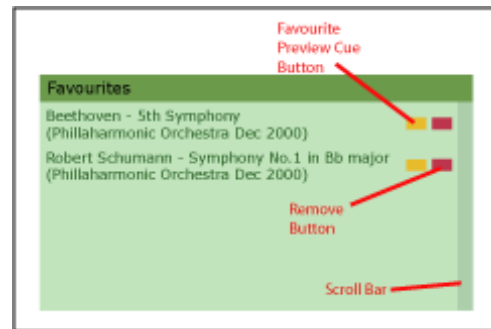 Favourite
Preview Cue
Button
Favourites
Beethoven - 5th Symphony
(Phillaharmonic Orchestra Dec 2000)
Robert Schumann - Symphony No.1 in Bb major
(Phillaharmonic Orchestra Dec 2000)
Remove
Button
Scroll Bar